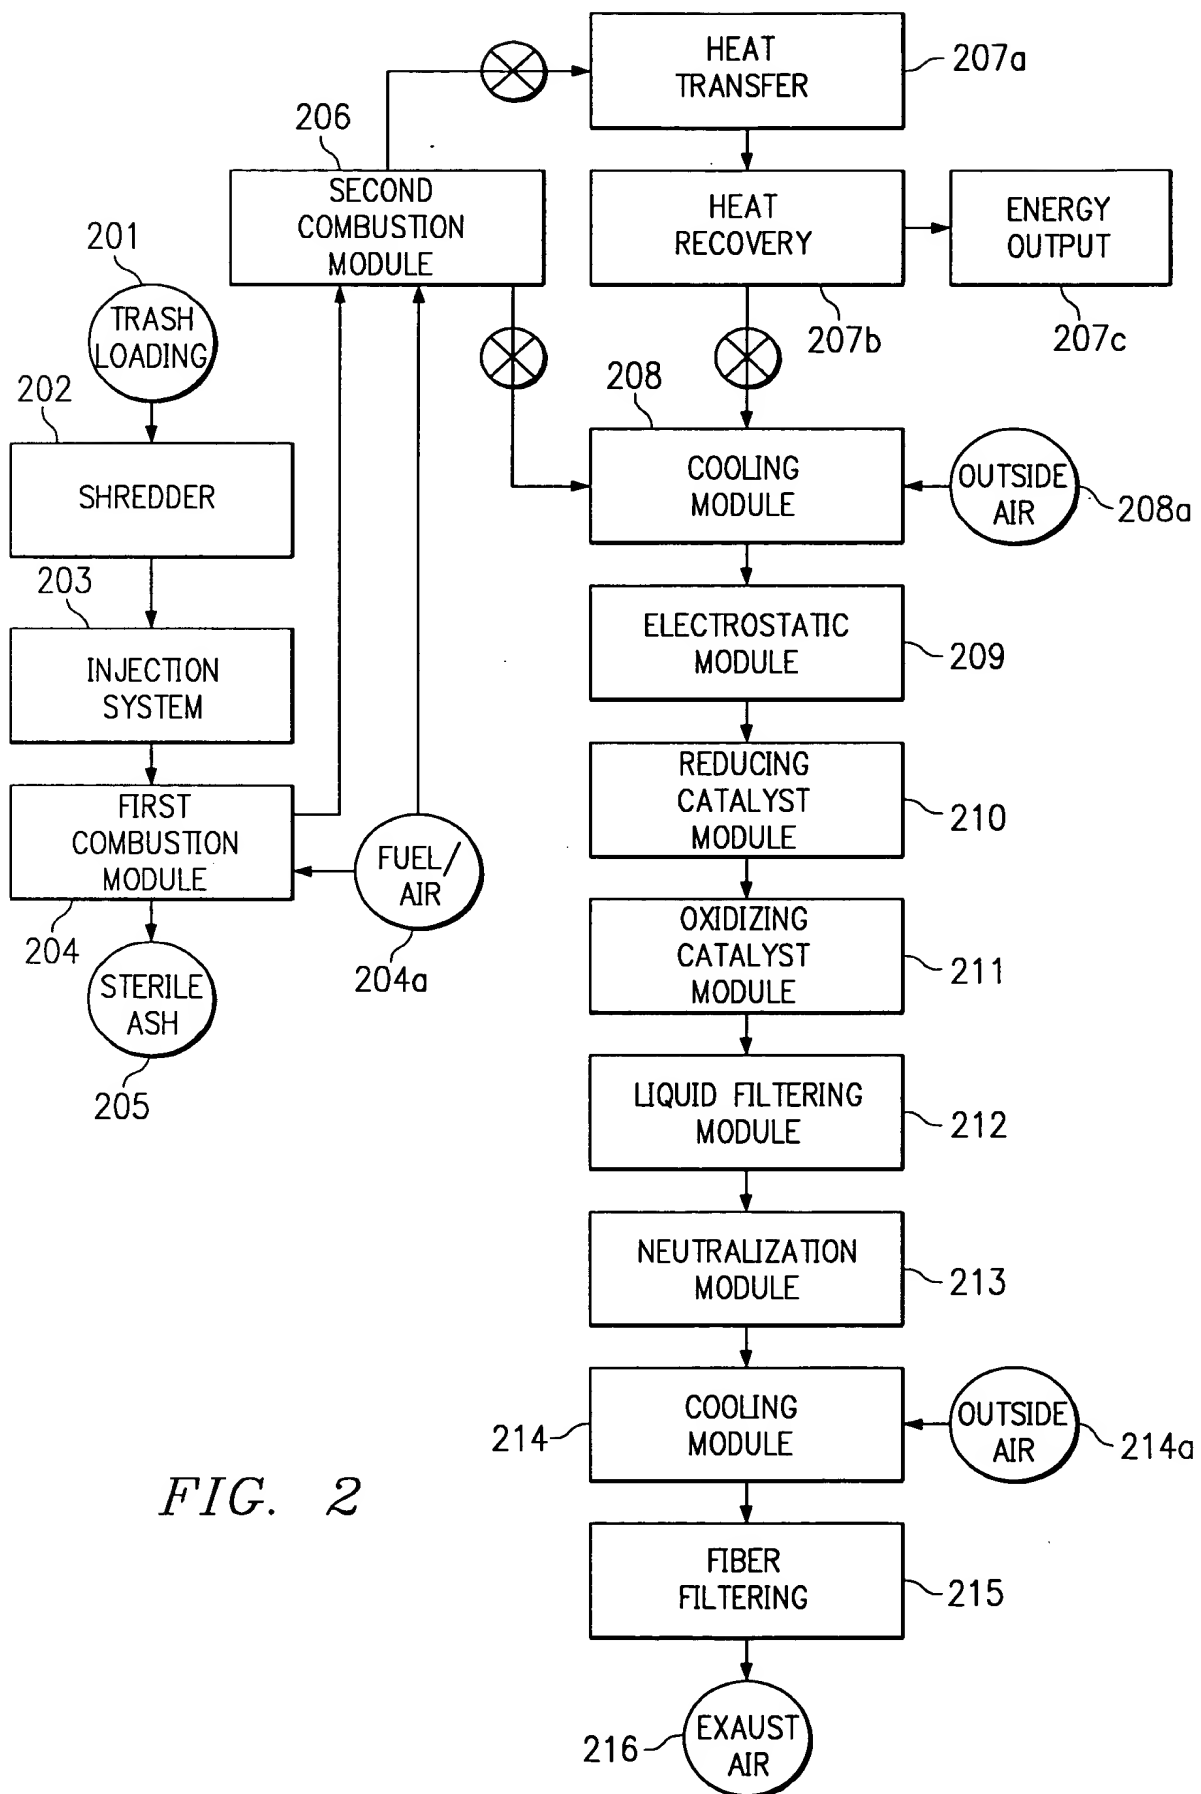 HEAT
TRANSFER
207a
206
SECOND
COMBUSTION
MODULE
HEAT
RECOVERY
ENERGY
OUTPUT
207b
207c
201
TRASH
LOADING
202
SHREDDER
203
INJECTION
SYSTEM
FIRST
COMBUSTION
MODULE
204
FUEL/
AIR
204a
STERILE
ASH
205
208
COOLING
MODULE
OUTSIDE
AIR
208a
ELECTROSTATIC
MODULE
209
REDUCING
CATALYST
MODULE
210
OXIDIZING
CATALYST
MODULE
211
LIQUID FILTERING
MODULE
212
NEUTRALIZATION
MODULE
213
COOLING
MODULE
214
OUTSIDE
AIR
214a
FIBER
FILTERING
215
EXAUST
AIR
216
FIG. 2